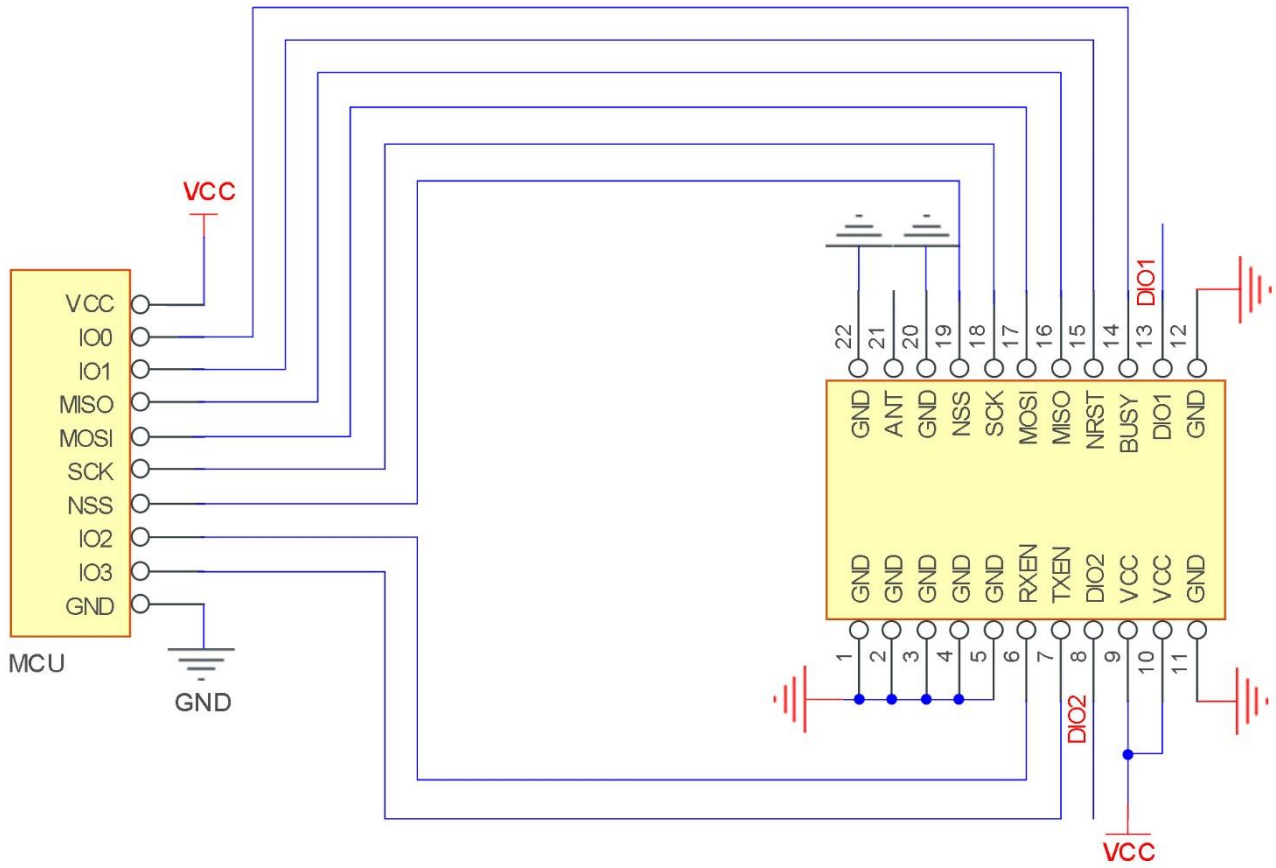 VCC
VCC
IO0
IO1
MISO
MOSI
SCK
NSS
IO2
IO3
GND
MCU
GND
DIO1
22
21
20
19
18
17
16
15
14
13
12
GND
ANT
GND
NSS
SCK
MOSI
MISO
NRST
BUSY
DIO1
GND
GND
GND
GND
GND
GND
RXEN
TXEN
DIO2
VCC
VCC
GND
1
2
3
4
5
6
7
8
9
10
11
DIO2
VCC